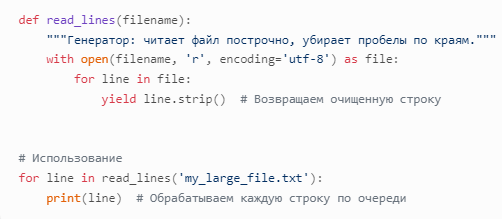 def read_lines(filename):
    """Генератор: читает файл построчно, убирает пробелы по краям."""
    with open(filename, 'r', encoding='utf-8') as file:
        for line in file:
            yield line.strip()  # Возвращаем очищенную строку

# Использование
for line in read_lines('my_large_file.txt'):
    print(line)  # Обрабатываем каждую строку по очереди